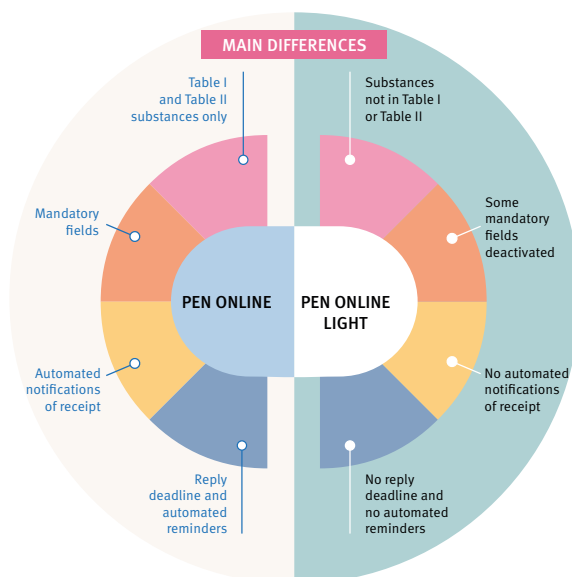 MAIN DIFFERENCES
Table I
and Table II
substances only
Mandatory
fields
Automated
notifications
of receipt
Reply
deadline and
automated
reminders
PEN ONLINE
PEN ONLINE
LIGHT
Substances
not in Table I
or Table II
Some
mandatory
fields
deactivated
No automated
notifications
of receipt
No reply
deadline and
no automated
reminders